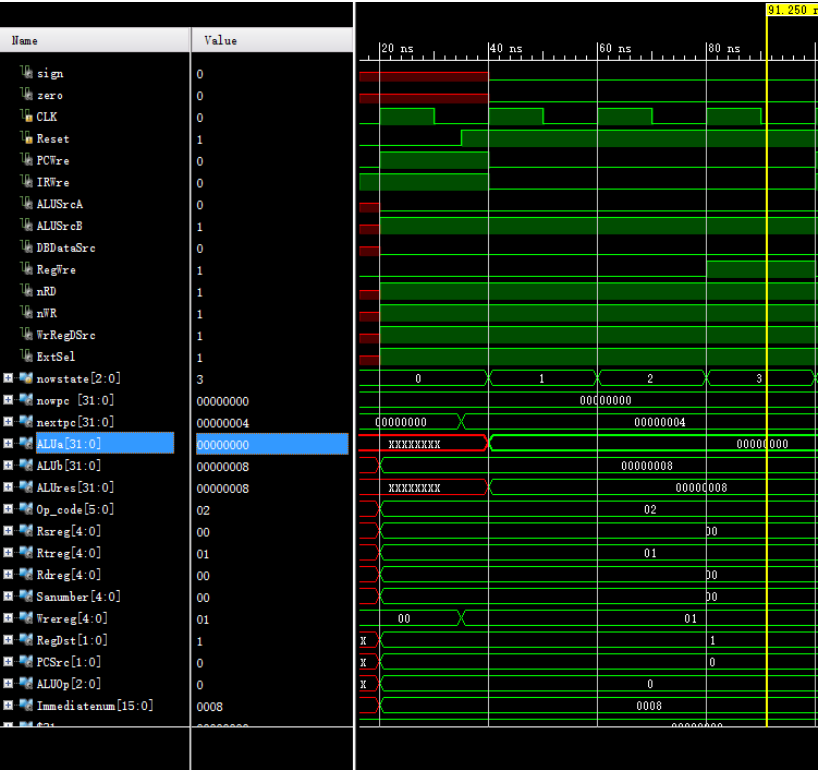 91.250 n
Name Value
20 ns 40 ns 60 ns 80 ns
sign 0
zero 0
CLK 0
Reset 1
PCWre 0
IRWre 0
ALUSrcA 0
ALUSrcB 1
DBDataSrc 0
RegWre 1
nRD 1
nWR 1
WrRegDSrc 1
ExtSel 1
nowstate[2:0] 3 0 1 2 3
nowpc [31:0] 00000000 00000000
nextpc[31:0] 00000004 00000000 00000004
ALUa[31:0] 00000000 XXXXXXXX 00000000
ALUb[31:0] 00000008 00000008
ALUres[31:0] 00000008 XXXXXXXX 00000008
Op_code[5:0] 02 02
Rsreg[4:0] 00 00
Rtreg[4:0] 01 01
Rdreg[4:0] 00 00
Sanumber[4:0] 00 00
Wrereg[4:0] 01 00 01
RegDst[1:0] 1 X 1
PCSrc[1:0] 0 X 0
ALUOp[2:0] 0 X 0
Immediatenum[15:0] 0008 0008